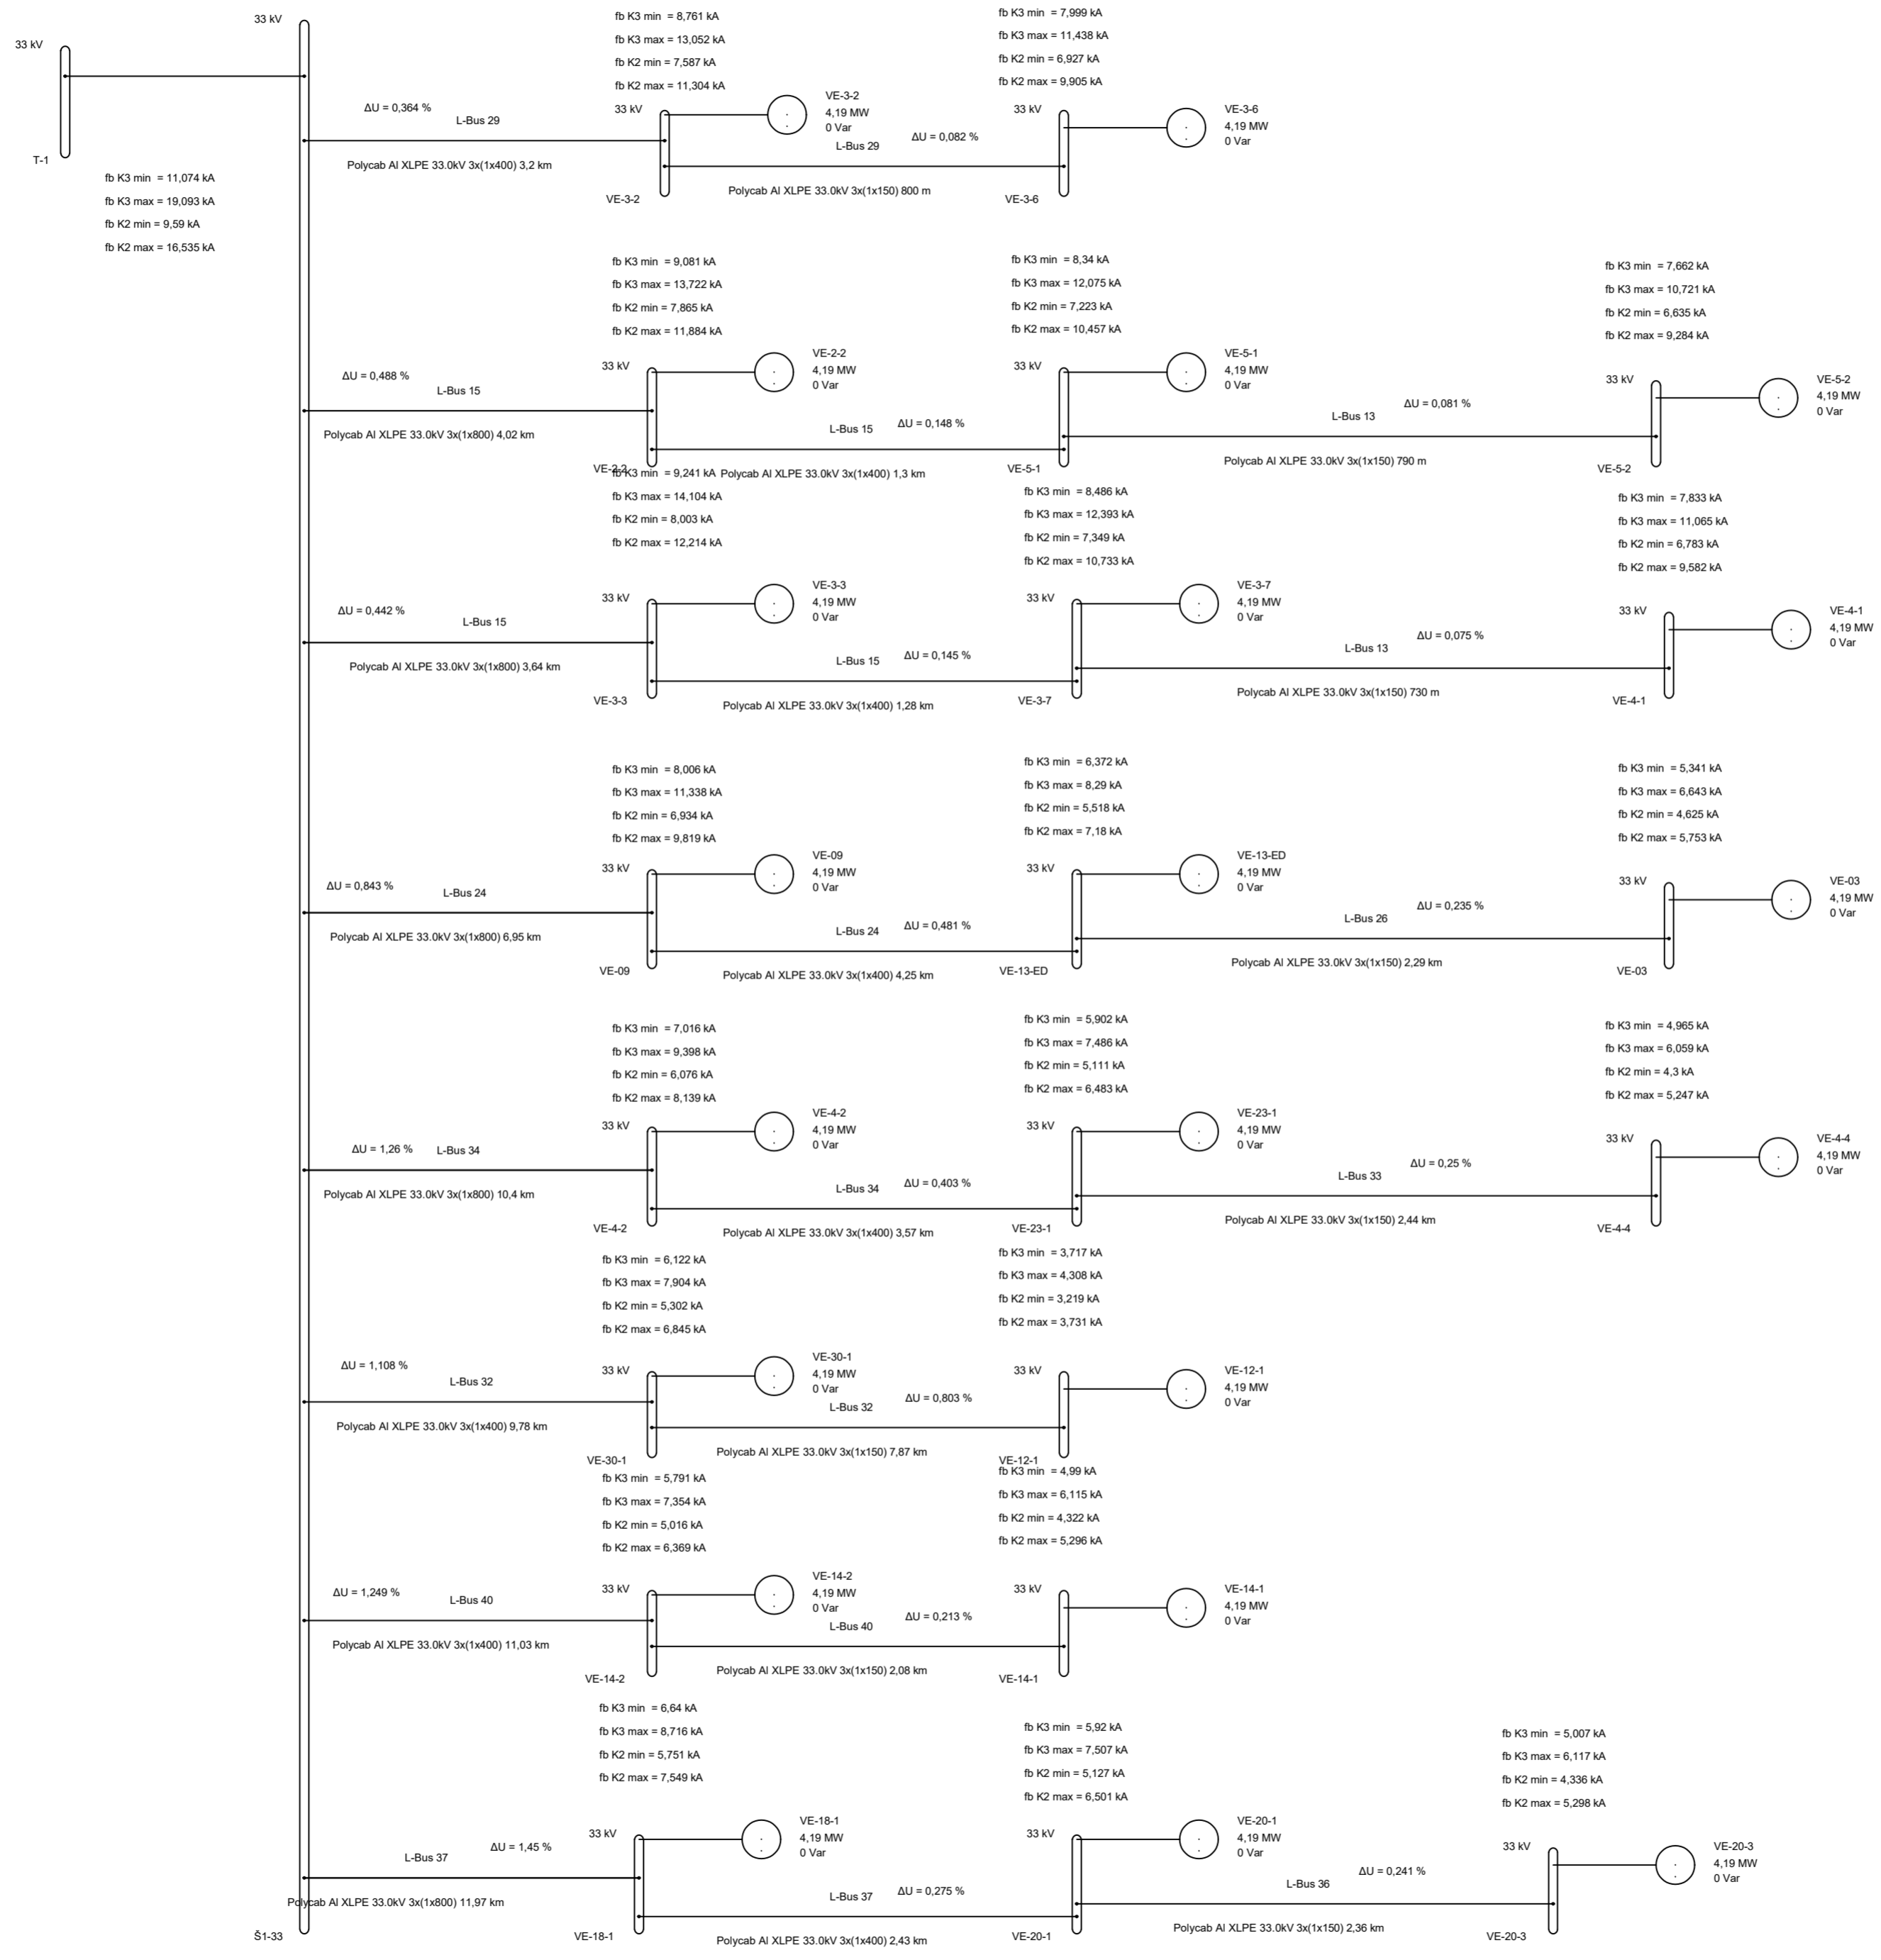 33 kV
T-1
33 kV
Š1-33
fb K3 min = 11,074 kA
fb K3 max = 19,093 kA
fb K2 min = 9,59 kA
fb K2 max = 16,535 kA
fb K3 min = 8,761 kA
fb K3 max = 13,052 kA
fb K2 min = 7,587 kA
fb K2 max = 11,304 kA
ΔU = 0,364 %
L-Bus 29
Polycab Al XLPE 33.0kV 3x(1x400) 3,2 km
33 kV
VE-3-2
VE-3-2
4,19 MW
0 Var
L-Bus 29
ΔU = 0,082 %
Polycab Al XLPE 33.0kV 3x(1x150) 800 m
fb K3 min = 7,999 kA
fb K3 max = 11,438 kA
fb K2 min = 6,927 kA
fb K2 max = 9,905 kA
33 kV
VE-3-6
VE-3-6
4,19 MW
0 Var
fb K3 min = 9,081 kA
fb K3 max = 13,722 kA
fb K2 min = 7,865 kA
fb K2 max = 11,884 kA
ΔU = 0,488 %
L-Bus 15
Polycab Al XLPE 33.0kV 3x(1x800) 4,02 km
33 kV
VE-2-2
VE-2-2
4,19 MW
0 Var
L-Bus 15
ΔU = 0,148 %
Polycab Al XLPE 33.0kV 3x(1x400) 1,3 km
fb K3 min = 8,34 kA
fb K3 max = 12,075 kA
fb K2 min = 7,223 kA
fb K2 max = 10,457 kA
33 kV
VE-5-1
VE-5-1
4,19 MW
0 Var
L-Bus 13
ΔU = 0,081 %
Polycab Al XLPE 33.0kV 3x(1x150) 790 m
fb K3 min = 7,662 kA
fb K3 max = 10,721 kA
fb K2 min = 6,635 kA
fb K2 max = 9,284 kA
33 kV
VE-5-2
VE-5-2
4,19 MW
0 Var
fb K3 min = 9,241 kA
fb K3 max = 14,104 kA
fb K2 min = 8,003 kA
fb K2 max = 12,214 kA
ΔU = 0,442 %
L-Bus 15
Polycab Al XLPE 33.0kV 3x(1x800) 3,64 km
33 kV
VE-3-3
VE-3-3
4,19 MW
0 Var
L-Bus 15
ΔU = 0,145 %
Polycab Al XLPE 33.0kV 3x(1x400) 1,28 km
fb K3 min = 8,486 kA
fb K3 max = 12,393 kA
fb K2 min = 7,349 kA
fb K2 max = 10,733 kA
33 kV
VE-3-7
VE-3-7
4,19 MW
0 Var
L-Bus 13
ΔU = 0,075 %
Polycab Al XLPE 33.0kV 3x(1x150) 730 m
fb K3 min = 7,833 kA
fb K3 max = 11,065 kA
fb K2 min = 6,783 kA
fb K2 max = 9,582 kA
33 kV
VE-4-1
VE-4-1
4,19 MW
0 Var
fb K3 min = 8,006 kA
fb K3 max = 11,338 kA
fb K2 min = 6,934 kA
fb K2 max = 9,819 kA
ΔU = 0,843 %
L-Bus 24
Polycab Al XLPE 33.0kV 3x(1x800) 6,95 km
33 kV
VE-09
VE-09
4,19 MW
0 Var
L-Bus 24
ΔU = 0,481 %
Polycab Al XLPE 33.0kV 3x(1x400) 4,25 km
fb K3 min = 6,372 kA
fb K3 max = 8,29 kA
fb K2 min = 5,518 kA
fb K2 max = 7,18 kA
33 kV
VE-13-ED
VE-13-ED
4,19 MW
0 Var
L-Bus 26
ΔU = 0,235 %
Polycab Al XLPE 33.0kV 3x(1x150) 2,29 km
fb K3 min = 5,341 kA
fb K3 max = 6,643 kA
fb K2 min = 4,625 kA
fb K2 max = 5,753 kA
33 kV
VE-03
VE-03
4,19 MW
0 Var
fb K3 min = 7,016 kA
fb K3 max = 9,398 kA
fb K2 min = 6,076 kA
fb K2 max = 8,139 kA
ΔU = 1,26 %
L-Bus 34
Polycab Al XLPE 33.0kV 3x(1x800) 10,4 km
33 kV
VE-4-2
VE-4-2
4,19 MW
0 Var
L-Bus 34
ΔU = 0,403 %
Polycab Al XLPE 33.0kV 3x(1x400) 3,57 km
fb K3 min = 5,902 kA
fb K3 max = 7,486 kA
fb K2 min = 5,111 kA
fb K2 max = 6,483 kA
33 kV
VE-23-1
VE-23-1
4,19 MW
0 Var
L-Bus 33
ΔU = 0,25 %
Polycab Al XLPE 33.0kV 3x(1x150) 2,44 km
fb K3 min = 4,965 kA
fb K3 max = 6,059 kA
fb K2 min = 4,3 kA
fb K2 max = 5,247 kA
33 kV
VE-4-4
VE-4-4
4,19 MW
0 Var
fb K3 min = 6,122 kA
fb K3 max = 7,904 kA
fb K2 min = 5,302 kA
fb K2 max = 6,845 kA
ΔU = 1,108 %
L-Bus 32
Polycab Al XLPE 33.0kV 3x(1x400) 9,78 km
33 kV
VE-30-1
VE-30-1
4,19 MW
0 Var
L-Bus 32
ΔU = 0,803 %
Polycab Al XLPE 33.0kV 3x(1x150) 7,87 km
fb K3 min = 3,717 kA
fb K3 max = 4,308 kA
fb K2 min = 3,219 kA
fb K2 max = 3,731 kA
33 kV
VE-12-1
VE-12-1
4,19 MW
0 Var
fb K3 min = 5,791 kA
fb K3 max = 7,354 kA
fb K2 min = 5,016 kA
fb K2 max = 6,369 kA
ΔU = 1,249 %
L-Bus 40
Polycab Al XLPE 33.0kV 3x(1x400) 11,03 km
33 kV
VE-14-2
VE-14-2
4,19 MW
0 Var
L-Bus 40
ΔU = 0,213 %
Polycab Al XLPE 33.0kV 3x(1x150) 2,08 km
fb K3 min = 4,99 kA
fb K3 max = 6,115 kA
fb K2 min = 4,322 kA
fb K2 max = 5,296 kA
33 kV
VE-14-1
VE-14-1
4,19 MW
0 Var
fb K3 min = 6,64 kA
fb K3 max = 8,716 kA
fb K2 min = 5,751 kA
fb K2 max = 7,549 kA
ΔU = 1,45 %
L-Bus 37
Polycab Al XLPE 33.0kV 3x(1x800) 11,97 km
33 kV
VE-18-1
VE-18-1
4,19 MW
0 Var
L-Bus 37
ΔU = 0,275 %
Polycab Al XLPE 33.0kV 3x(1x400) 2,43 km
fb K3 min = 5,92 kA
fb K3 max = 7,507 kA
fb K2 min = 5,127 kA
fb K2 max = 6,501 kA
33 kV
VE-20-1
VE-20-1
4,19 MW
0 Var
L-Bus 36
ΔU = 0,241 %
Polycab Al XLPE 33.0kV 3x(1x150) 2,36 km
fb K3 min = 5,007 kA
fb K3 max = 6,117 kA
fb K2 min = 4,336 kA
fb K2 max = 5,298 kA
33 kV
VE-20-3
VE-20-3
4,19 MW
0 Var